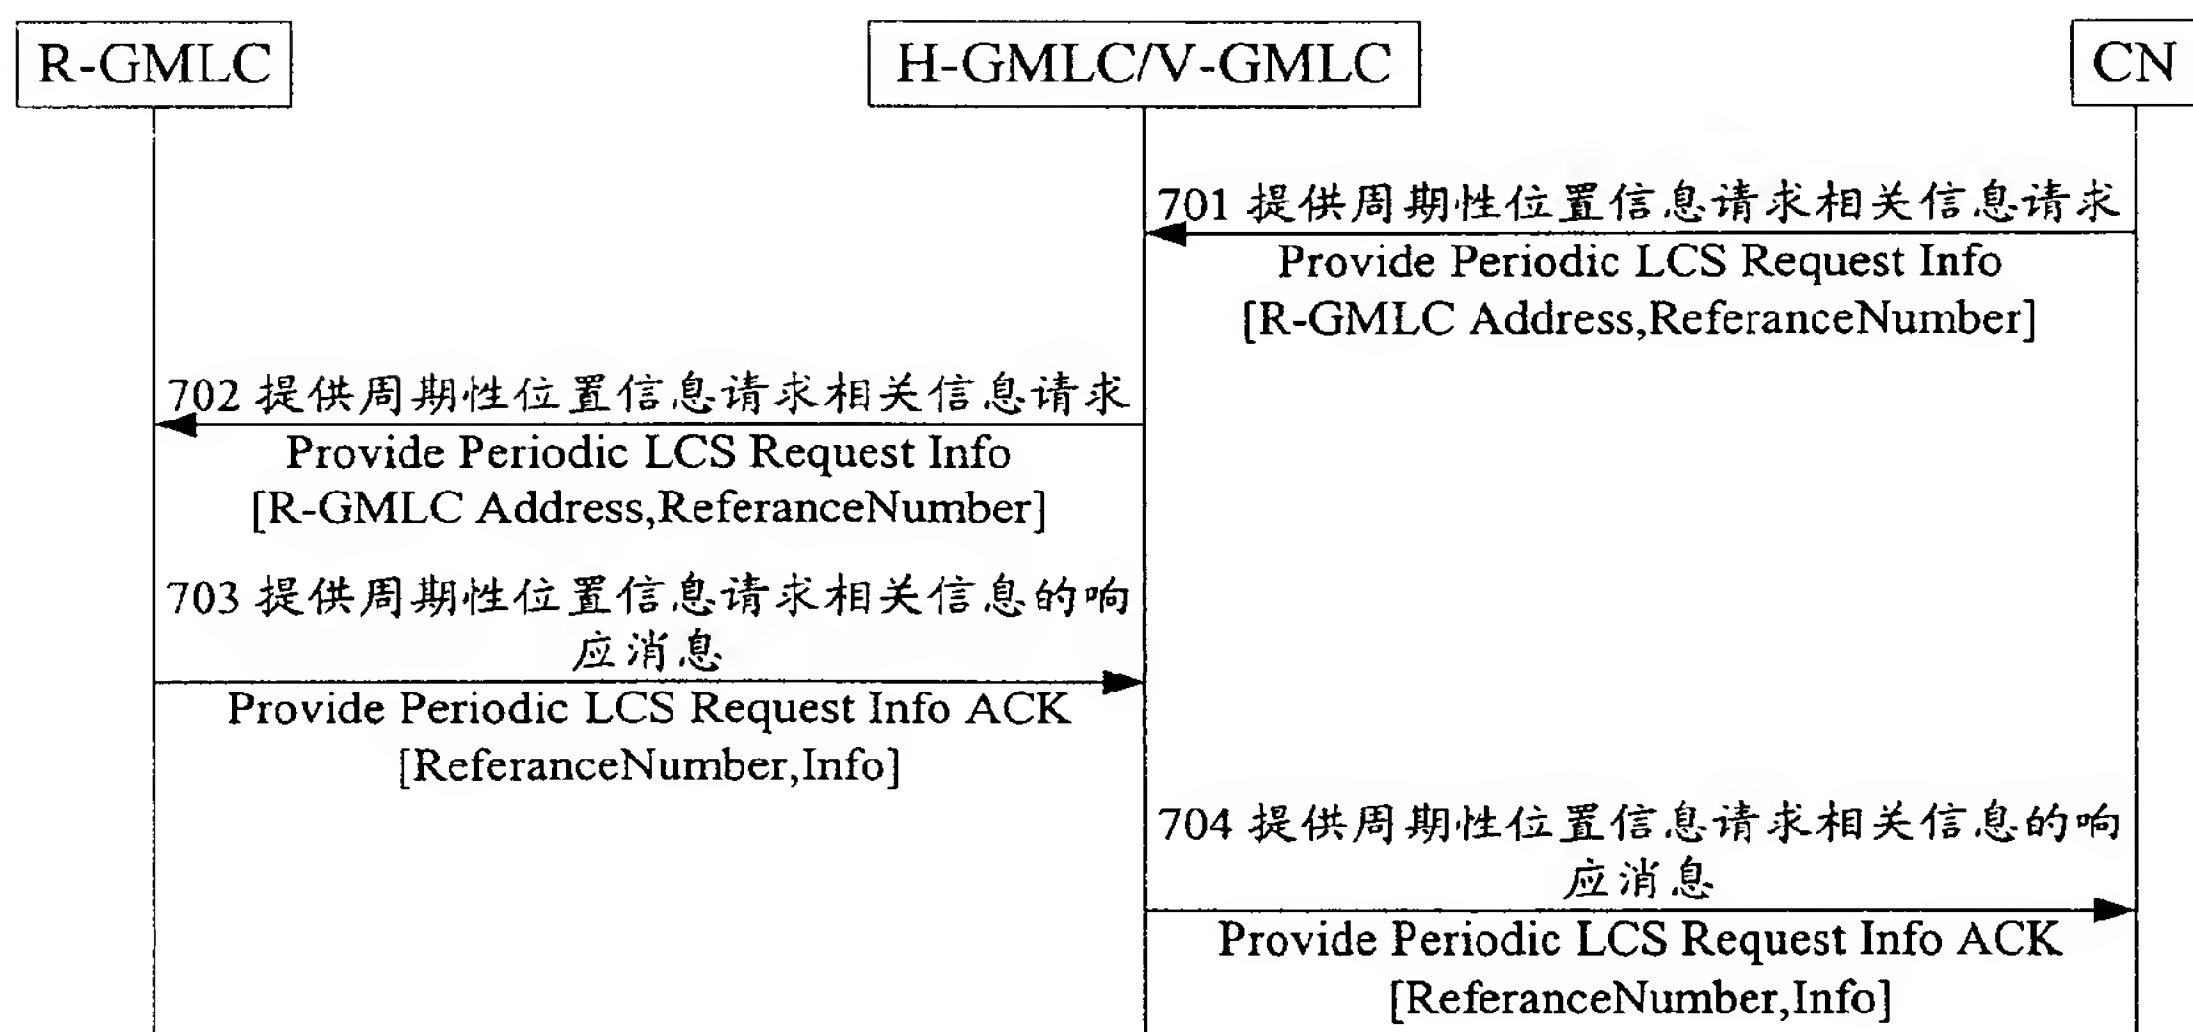 R-GMLC
H-GMLC/V-GMLC
CN
701 提供周期性位置信息请求相关信息请求
Provide Periodic LCS Request Info
[R-GMLC Address,ReferanceNumber]
702 提供周期性位置信息请求相关信息请求
Provide Periodic LCS Request Info
[R-GMLC Address,ReferanceNumber]
703 提供周期性位置信息请求相关信息的响
应消息
Provide Periodic LCS Request Info ACK
[ReferanceNumber,Info]
704 提供周期性位置信息请求相关信息的响
应消息
Provide Periodic LCS Request Info ACK
[ReferanceNumber,Info]